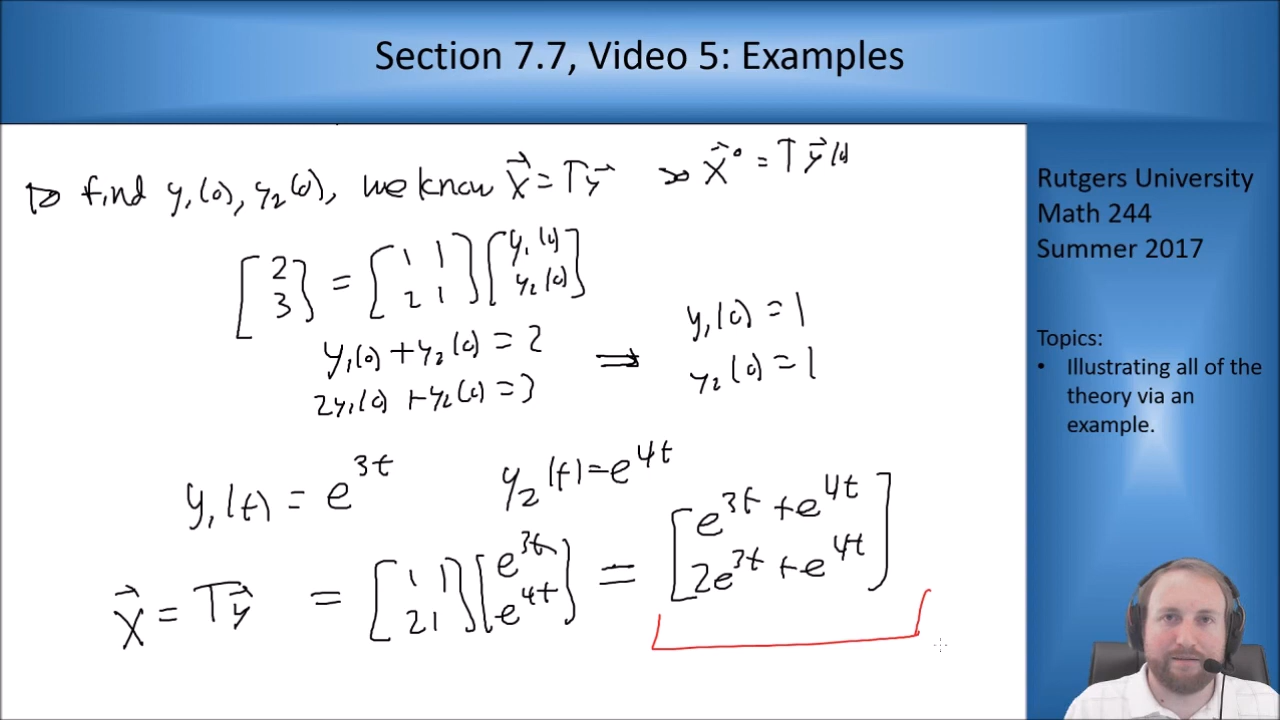 Section 7.7, Video 5: Examples
To find y₁(0), y₂(0), we know x⃗ = Ty⃗ so x⃗° = Ty⃗(0)
[2; 3] = [1 1; 2 1] [y₁(0); y₂(0)]
y₁(0) + y₂(0) = 2
2y₁(0) + y₂(0) = 3
⇒ y₁(0) = 1
y₂(0) = 1
y₁(t) = e^{3t} y₂(t) = e^{4t}
x⃗ = Ty⃗ = [1 1; 2 1] [e^{3t}; e^{4t}] = [e^{3t} + e^{4t}; 2e^{3t} + e^{4t}]
Rutgers University
Math 244
Summer 2017
Topics:
• Illustrating all of the
theory via an
example.